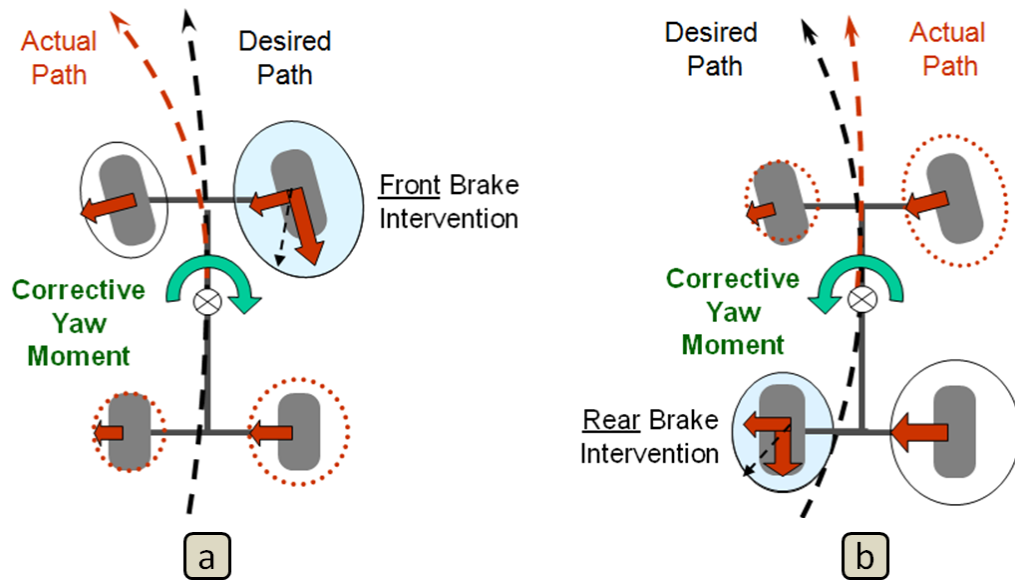 Actual
Path
Desired
Path
Front Brake
Intervention
Corrective
Yaw
Moment
a
Desired
Path
Actual
Path
Corrective
Yaw
Moment
Rear Brake
Intervention
b